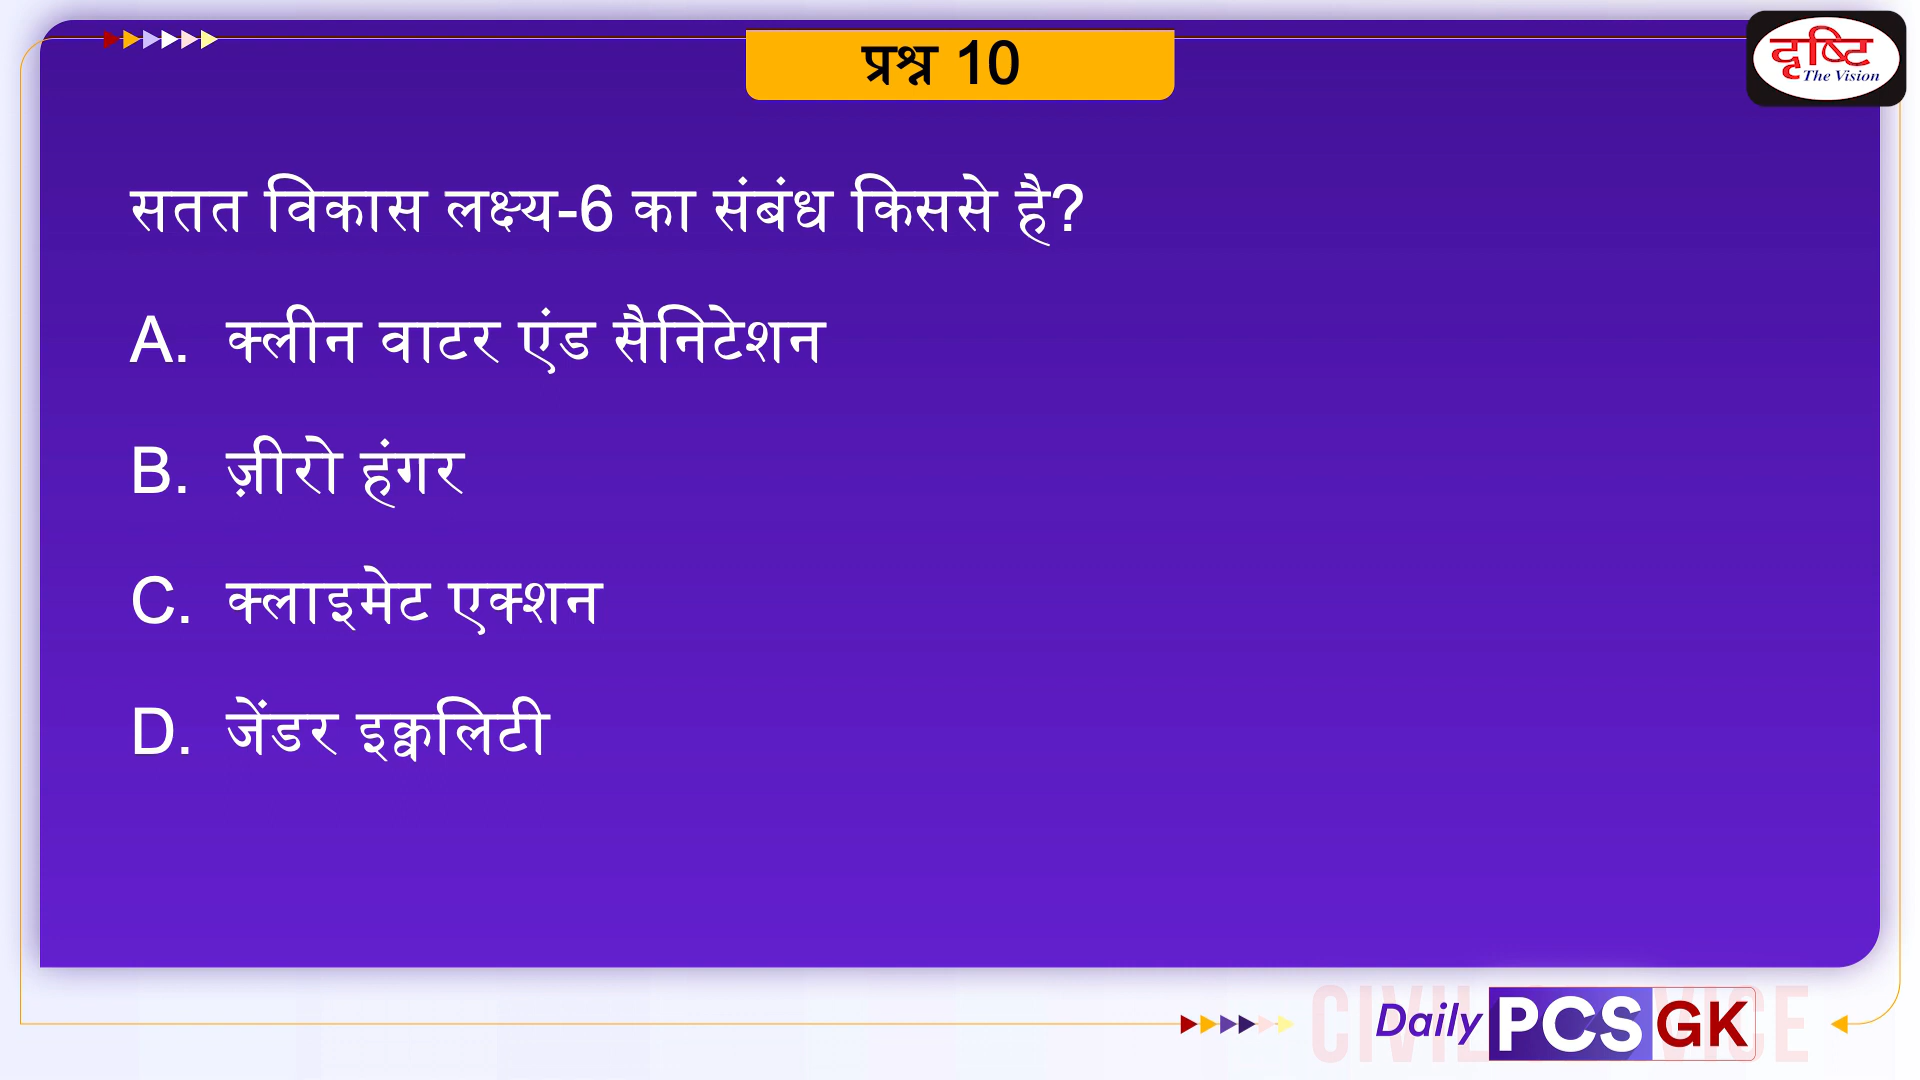 प्रश्न 10
दृष्टि
The Vision
सतत विकास लक्ष्य-6 का संबंध किससे है?
A. क्लीन वाटर एंड सैनिटेशन
B. ज़ीरो हंगर
C. क्लाइमेट एक्शन
D. जेंडर इक्वलिटी
Daily PCS GK